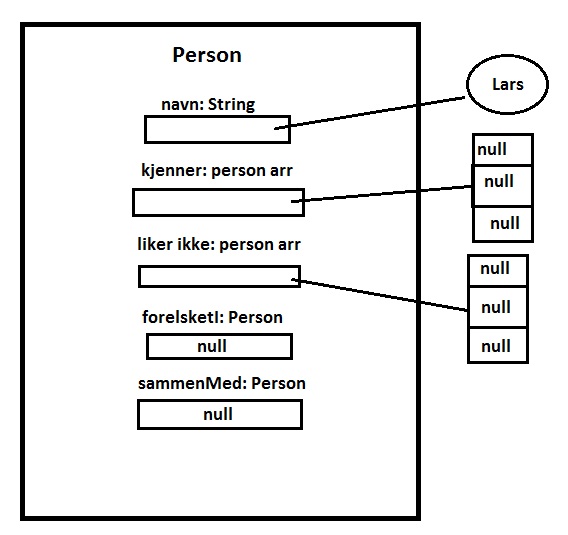 Person
navn: String
Lars
kjenner: person arr
null
null
null
liker ikke: person arr
null
null
null
forelsketI: Person
null
sammenMed: Person
null